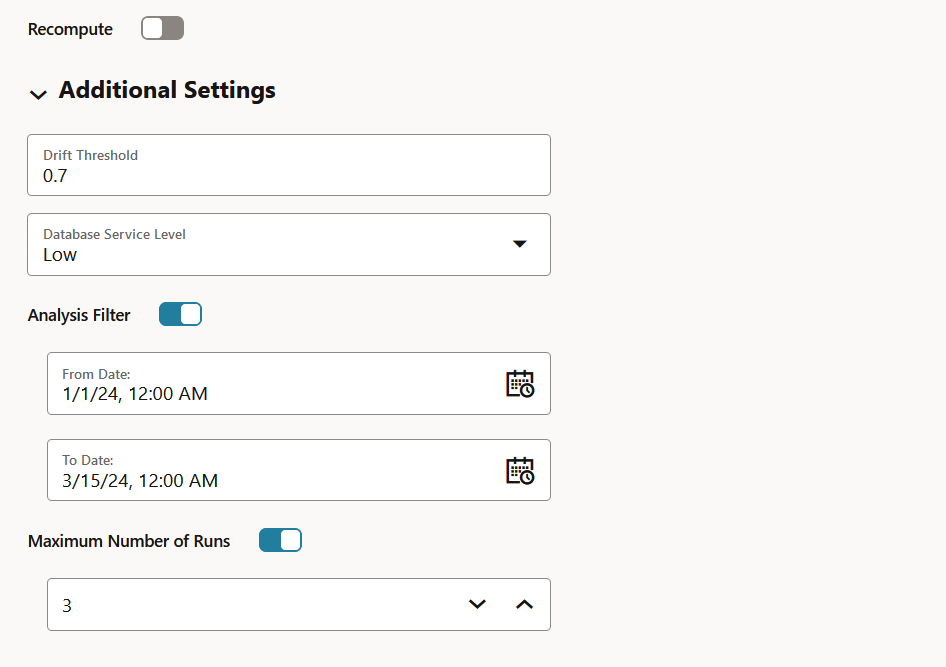 Recompute
Additional Settings
Drift Threshold
0.7
Database Service Level
Low
Analysis Filter
From Date:
1/1/24, 12:00 AM
To Date:
3/15/24, 12:00 AM
Maximum Number of Runs
3